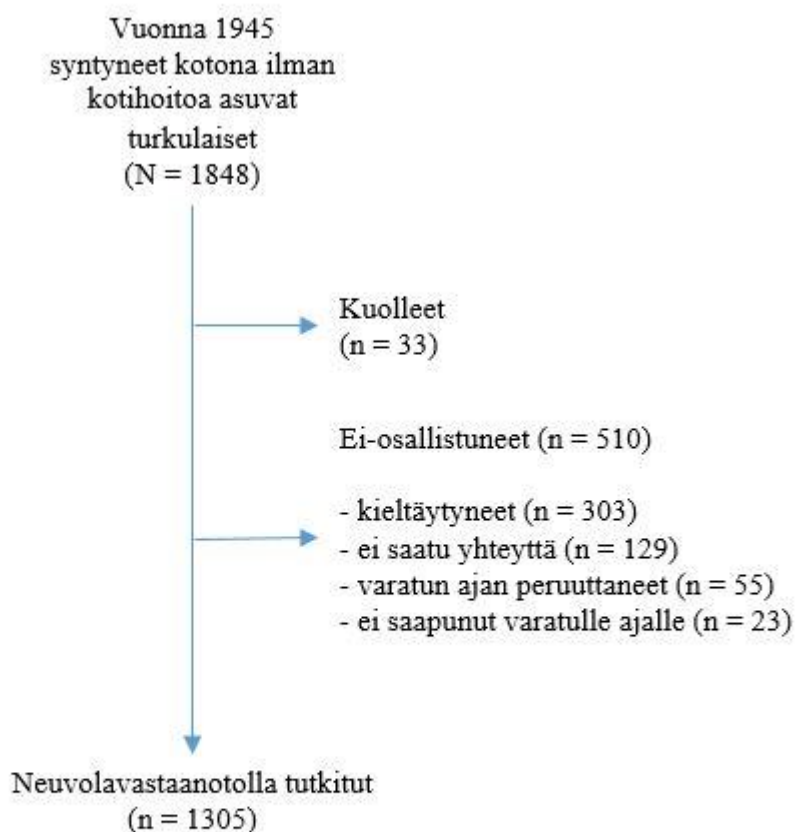 Vuonna 1945
syntyneet kotona ilman
kotihoitoa asuvat
turkulaiset
(N = 1848)
Kuolleet
(n = 33)
Ei-osallistuneet (n = 510)
- kieltäytyneet (n = 303)
- ei saatu yhteyttä (n = 129)
- varatun ajan peruuttaneet (n = 55)
- ei saapunut varatulle ajalle (n = 23)
Neuvolavastaanotolla tutkitut
(n = 1305)